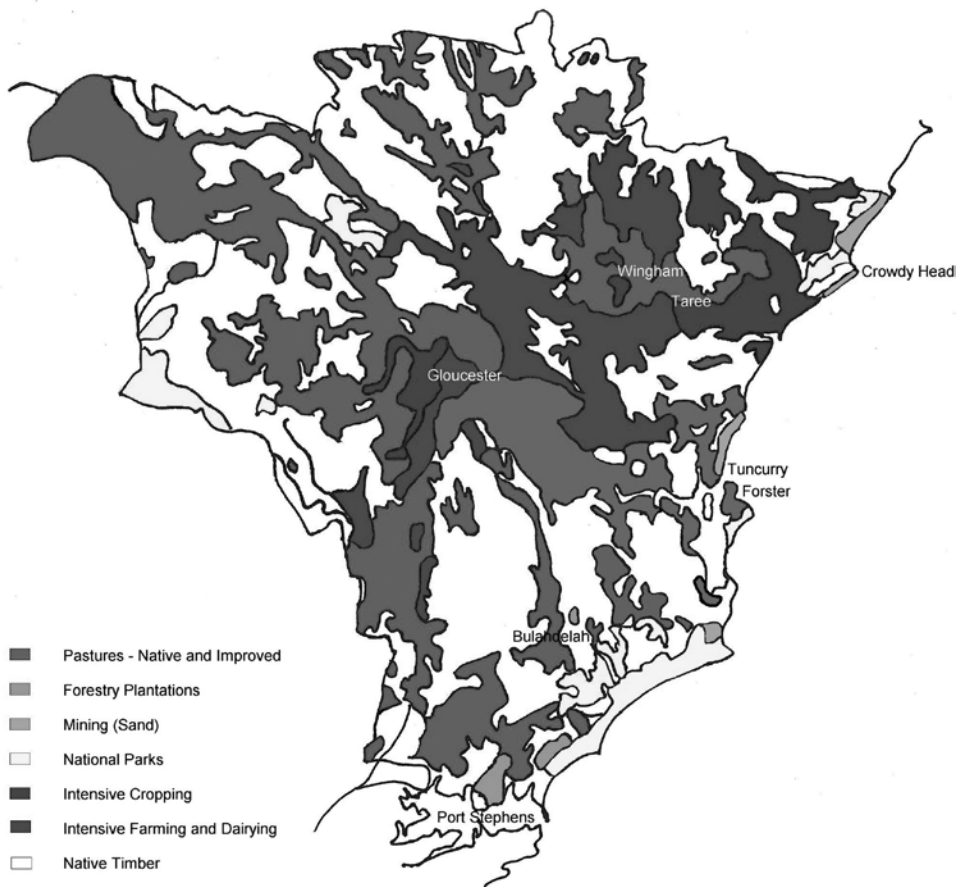 Wingham
Crowdy Head
Taree
Gloucester
Tuncurry
Forster
Bulahdelah
Pastures - Native and Improved
Forestry Plantations
Mining (Sand)
National Parks
Intensive Cropping
Intensive Farming and Dairying
Native Timber
Port Stephens